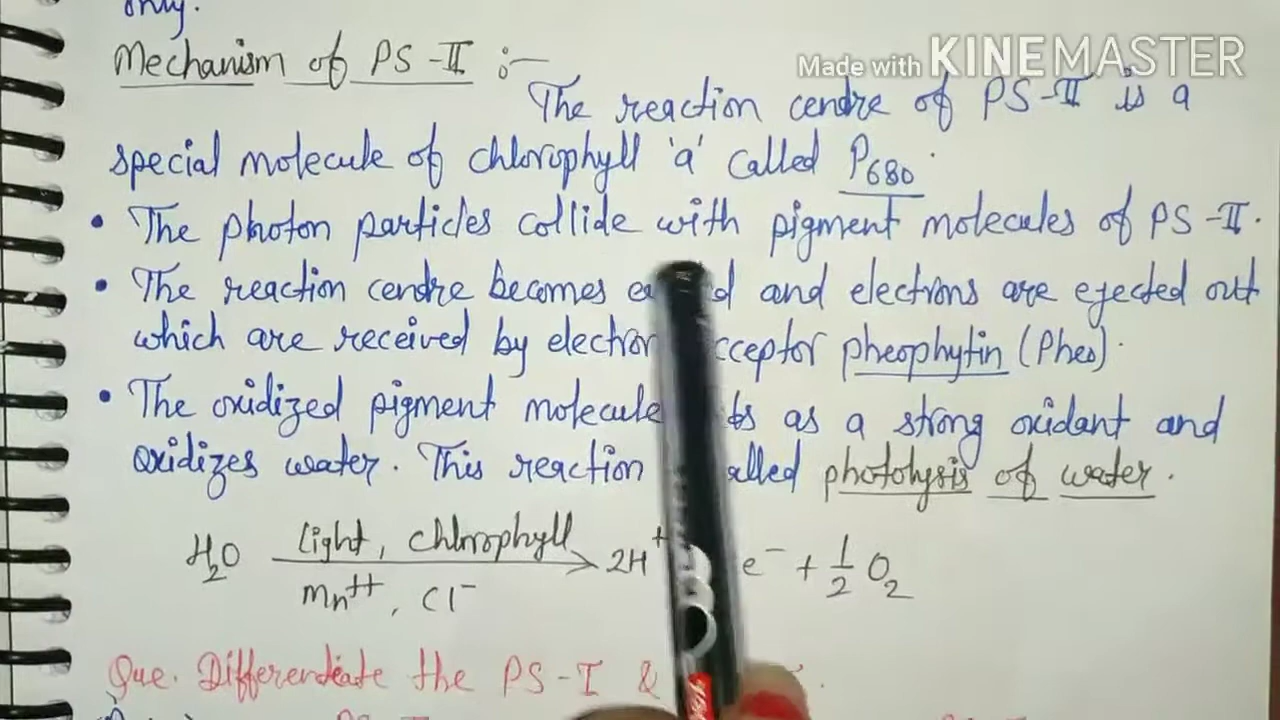 only.
Made with KINEMASTER
Mechanism of PS-II :-
The reaction centre of PS-II is a
special molecule of chlorophyll 'a' called P680.
• The photon particles collide with pigment molecules of PS-II.
• The reaction centre becomes and electrons are ejected out
which are received by electron cceptor pheophytin (Pheo).
• The oxidized pigment molecule as a strong oxidant and
oxidizes water. This reaction alled photolysis of water.
H2O light, chlorophyll → 2H+ e- + 1/2 O2
Mn++, Cl-
Que. Differentiate the PS-I &